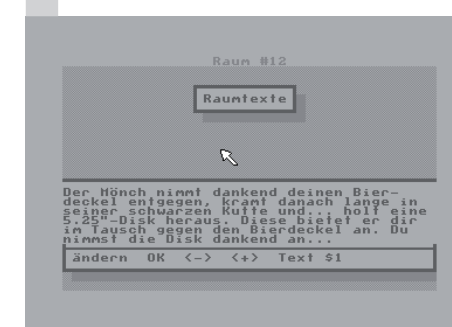 Raum #12
Raumtexte
Der Mönch nimmt dankend deinen Bier-
deckel entgegen, kramt danach lange in
seiner schwarzen Kutte und... holt eine
5.25"-Disk heraus. Diese bietet er dir
im Tausch gegen den Bierdeckel an. Du
nimmst die Disk dankend an...
ändern OK <-> <+> Text $1